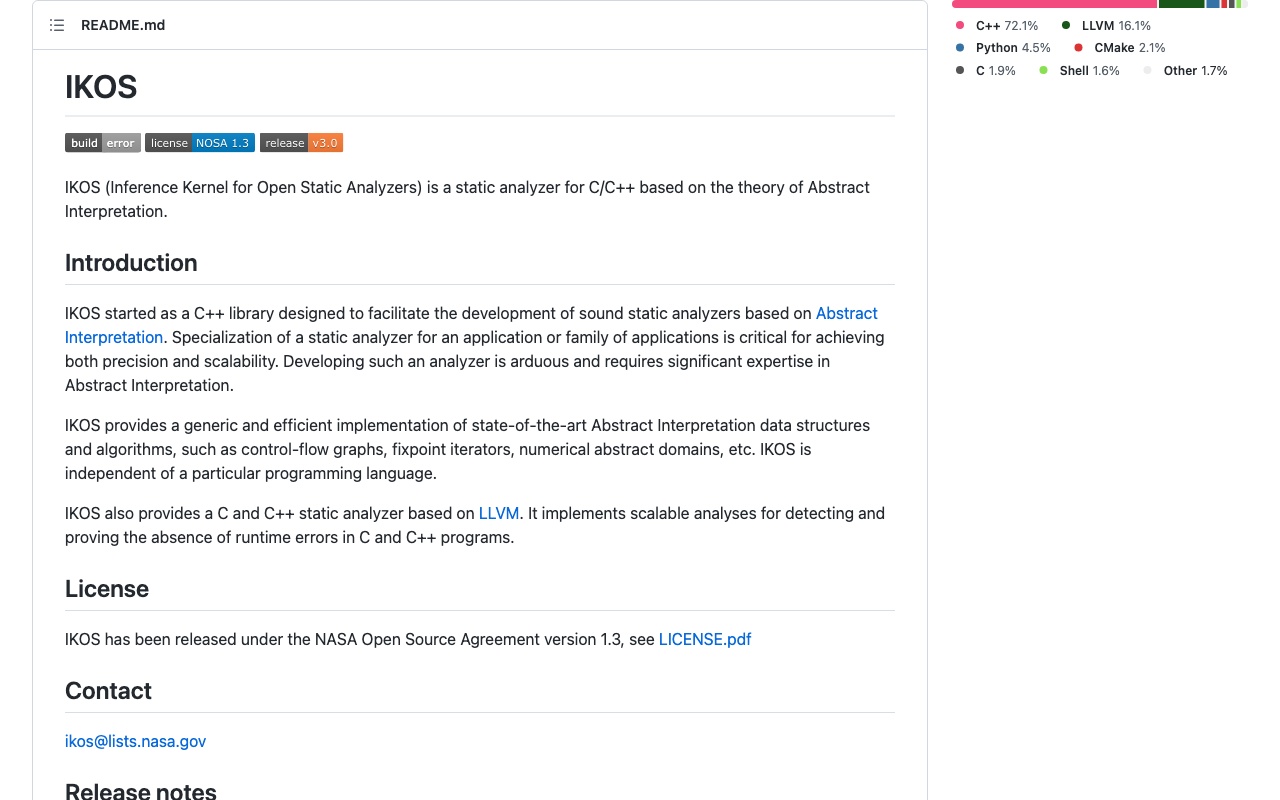 README.md
IKOS
build error license NOSA 1.3 release v3.0
IKOS (Inference Kernel for Open Static Analyzers) is a static analyzer for C/C++ based on the theory of Abstract
Interpretation.
Introduction
IKOS started as a C++ library designed to facilitate the development of sound static analyzers based on Abstract
Interpretation. Specialization of a static analyzer for an application or family of applications is critical for achieving
both precision and scalability. Developing such an analyzer is arduous and requires significant expertise in
Abstract Interpretation.
IKOS provides a generic and efficient implementation of state-of-the-art Abstract Interpretation data structures
and algorithms, such as control-flow graphs, fixpoint iterators, numerical abstract domains, etc. IKOS is
independent of a particular programming language.
IKOS also provides a C and C++ static analyzer based on LLVM. It implements scalable analyses for detecting and
proving the absence of runtime errors in C and C++ programs.
License
IKOS has been released under the NASA Open Source Agreement version 1.3, see LICENSE.pdf
Contact
ikos@lists.nasa.gov
Release notes
C++ 72.1% LLVM 16.1%
Python 4.5% CMake 2.1%
C 1.9% Shell 1.6% Other 1.7%